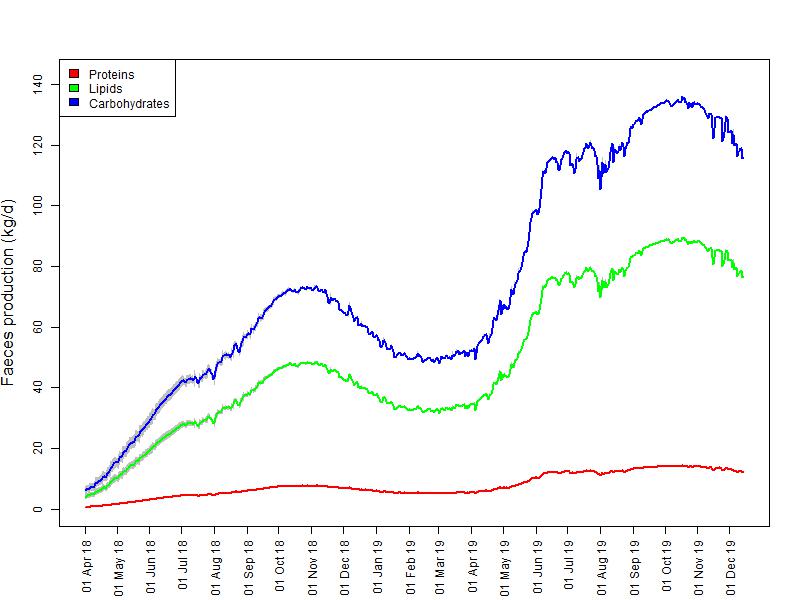 Proteins
Lipids
Carbohydrates
Faeces production (kg/d)
0
20
40
60
80
100
120
140
01 Apr 18
01 May 18
01 Jun 18
01 Jul 18
01 Aug 18
01 Sep 18
01 Oct 18
01 Nov 18
01 Dec 18
01 Jan 19
01 Feb 19
01 Mar 19
01 Apr 19
01 May 19
01 Jun 19
01 Jul 19
01 Aug 19
01 Sep 19
01 Oct 19
01 Nov 19
01 Dec 19